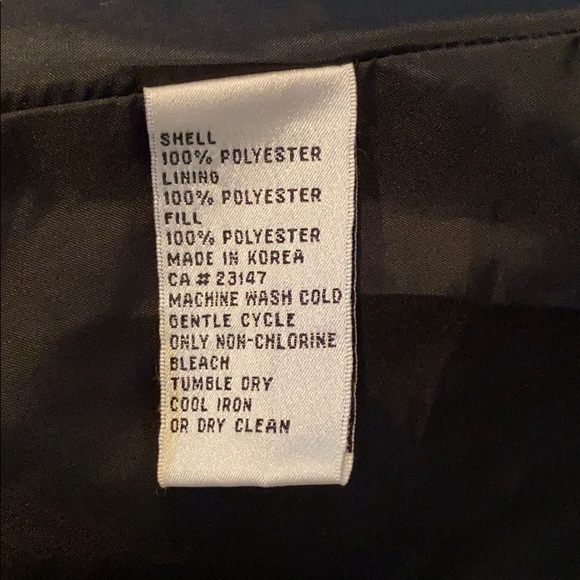 SHELL
100% POLYESTER
LINING
100% POLYESTER
FILL
100% POLYESTER
MADE IN KOREA
CA # 23147
MACHINE WASH COLD
GENTLE CYCLE
ONLY NON-CHLORINE
BLEACH
TUMBLE DRY
COOL IRON
OR DRY CLEAN